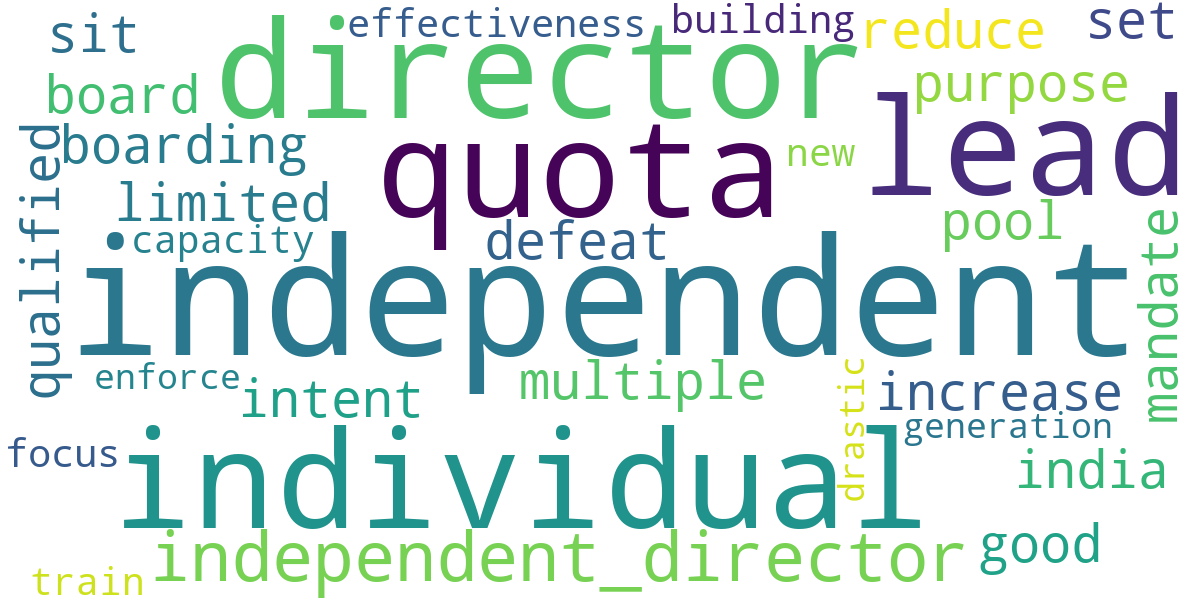 sit
effectiveness
building
reduce
set
director
board
purpose
lead
qualified
boarding
quota
new
limited
pool
capacity
defeat
mandate
independent
enforce
intent
multiple
drastic
increase
generation
focus
individual
india
train
independent_director
good